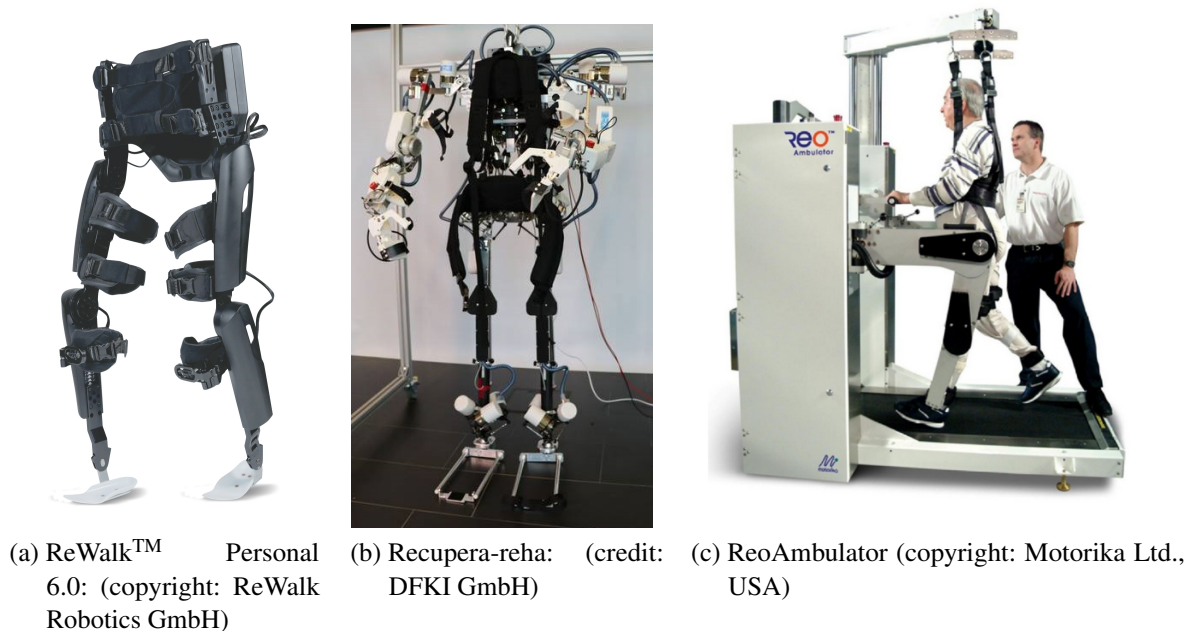 REO™
Ambulator
(a) ReWalk™ Personal
6.0: (copyright: ReWalk
Robotics GmbH)
(b) Recupera-reha: (credit:
DFKI GmbH)
(c) ReoAmbulator (copyright: Motorika Ltd.,
USA)